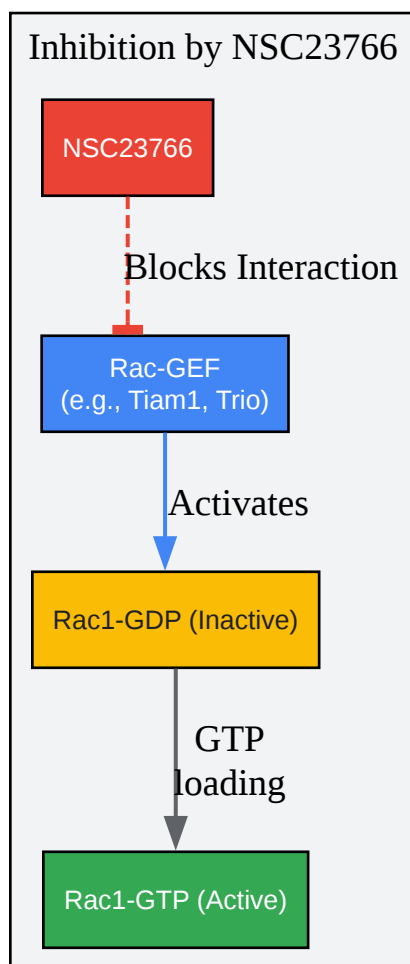 Inhibition by NSC23766
NSC23766
Blocks Interaction
Rac-GEF
(e.g., Tiam1, Trio)
Activates
Rac1-GDP (Inactive)
GTP
loading
Rac1-GTP (Active)